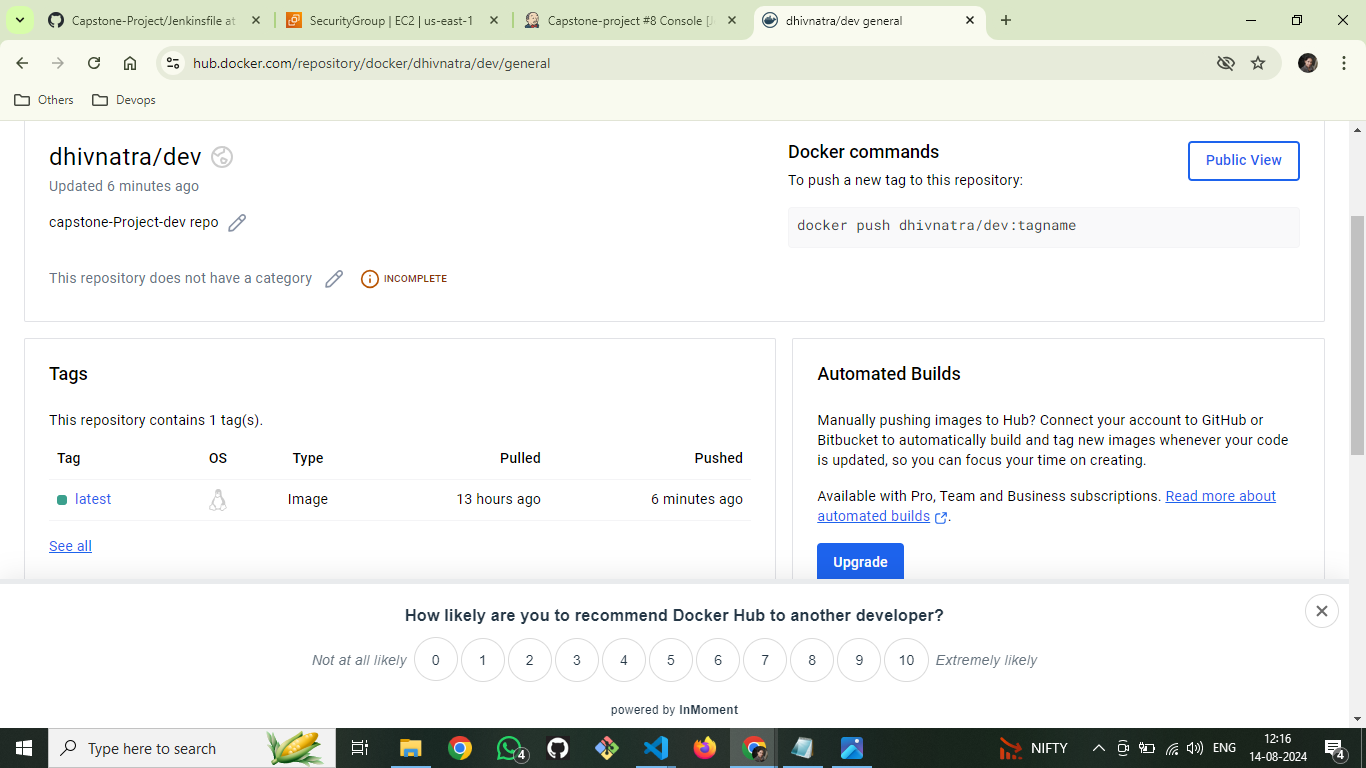 Capstone-Project/Jenkinsfile at
SecurityGroup | EC2 | us-east-1
Capstone-project #8 Console [J
dhivnatra/dev general
hub.docker.com/repository/docker/dhivnatra/dev/general
Others
Devops
dhivnatra/dev
Updated 6 minutes ago
capstone-Project-dev repo
This repository does not have a category
INCOMPLETE
Docker commands
Public View
To push a new tag to this repository:
docker push dhivnatra/dev:tagname
Tags
This repository contains 1 tag(s).
Tag OS Type Pulled Pushed
latest Image 13 hours ago 6 minutes ago
See all
Automated Builds
Manually pushing images to Hub? Connect your account to GitHub or
Bitbucket to automatically build and tag new images whenever your code
is updated, so you can focus your time on creating.
Available with Pro, Team and Business subscriptions. Read more about
automated builds.
Upgrade
How likely are you to recommend Docker Hub to another developer?
Not at all likely 0 1 2 3 4 5 6 7 8 9 10 Extremely likely
powered by InMoment
Type here to search
4
NIFTY
ENG
12:16
14-08-2024
4